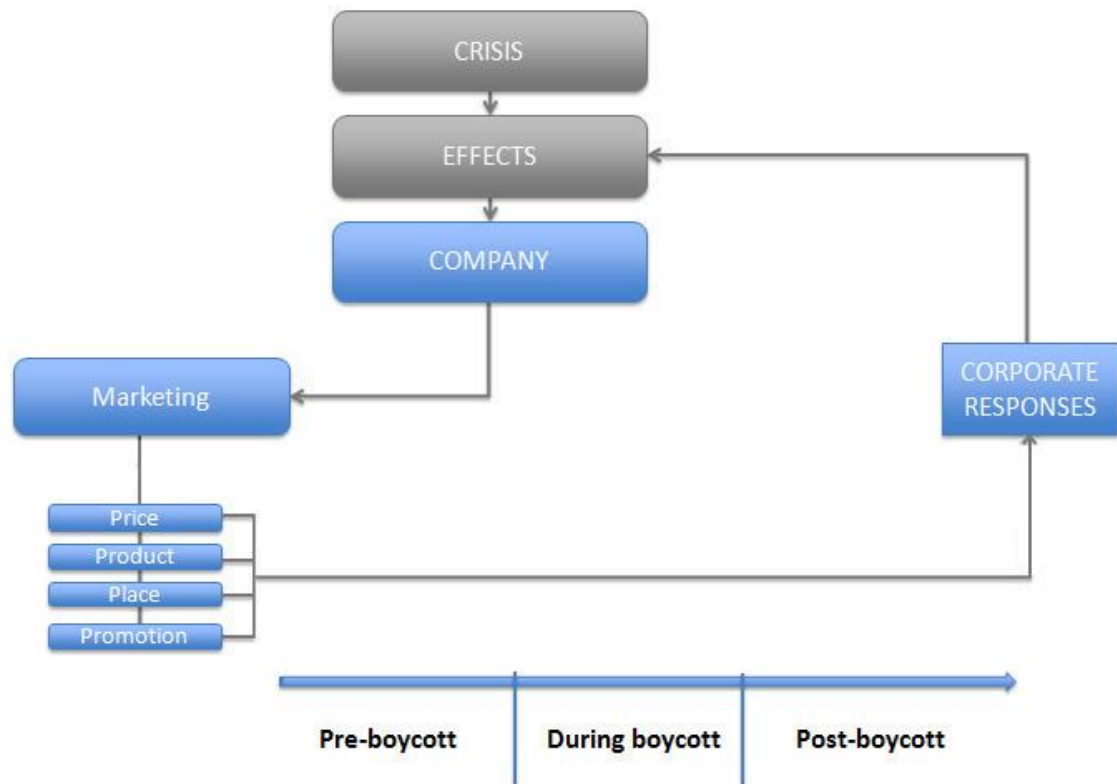 CRISIS
EFFECTS
COMPANY
Marketing
CORPORATE
RESPONSES
Price
Product
Place
Promotion
Pre-boycott
During boycott
Post-boycott